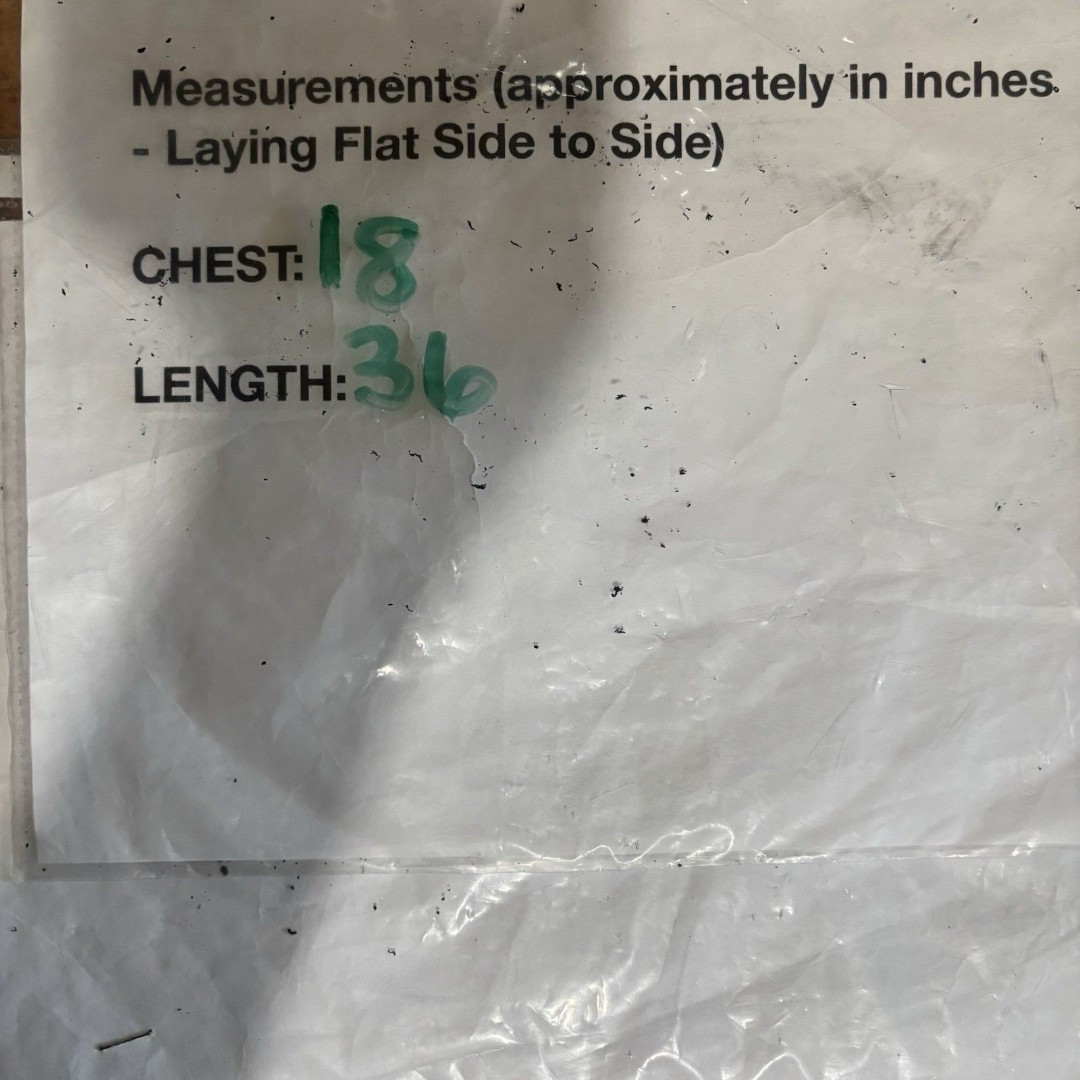 Measurements (approximately in inches.
- Laying Flat Side to Side)
CHEST: 18
LENGTH: 36